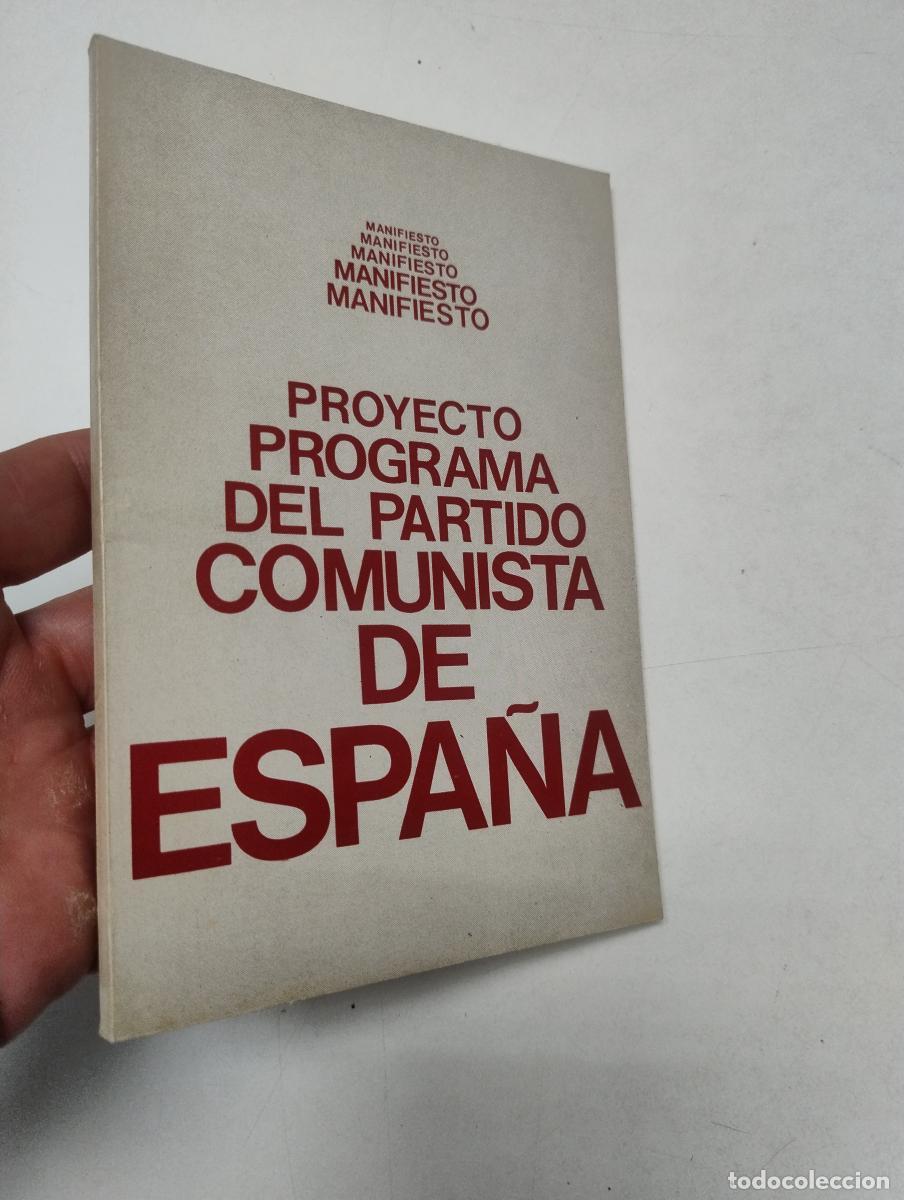 MANIFIESTO
MANIFIESTO
MANIFIESTO
MANIFIESTO
MANIFIESTO
PROYECTO
PROGRAMA
DEL PARTIDO
COMUNISTA
DE
ESPAÑA
todocoleccion